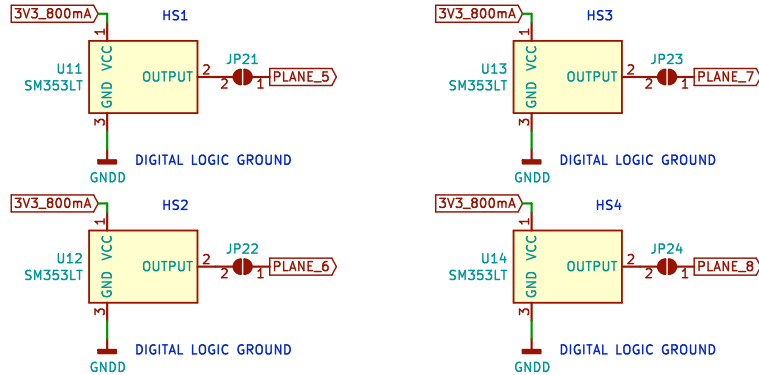 3V3_800mA HS1
1
U11
SM353LT
VCC
GND
OUTPUT
2
JP21
2 1
PLANE_5
3
DIGITAL LOGIC GROUND
GNDD
3V3_800mA HS3
1
U13
SM353LT
VCC
GND
OUTPUT
2
JP23
2 1
PLANE_7
3
DIGITAL LOGIC GROUND
GNDD
3V3_800mA HS2
1
U12
SM353LT
VCC
GND
OUTPUT
2
JP22
2 1
PLANE_6
3
DIGITAL LOGIC GROUND
GNDD
3V3_800mA HS4
1
U14
SM353LT
VCC
GND
OUTPUT
2
JP24
2 1
PLANE_8
3
DIGITAL LOGIC GROUND
GNDD